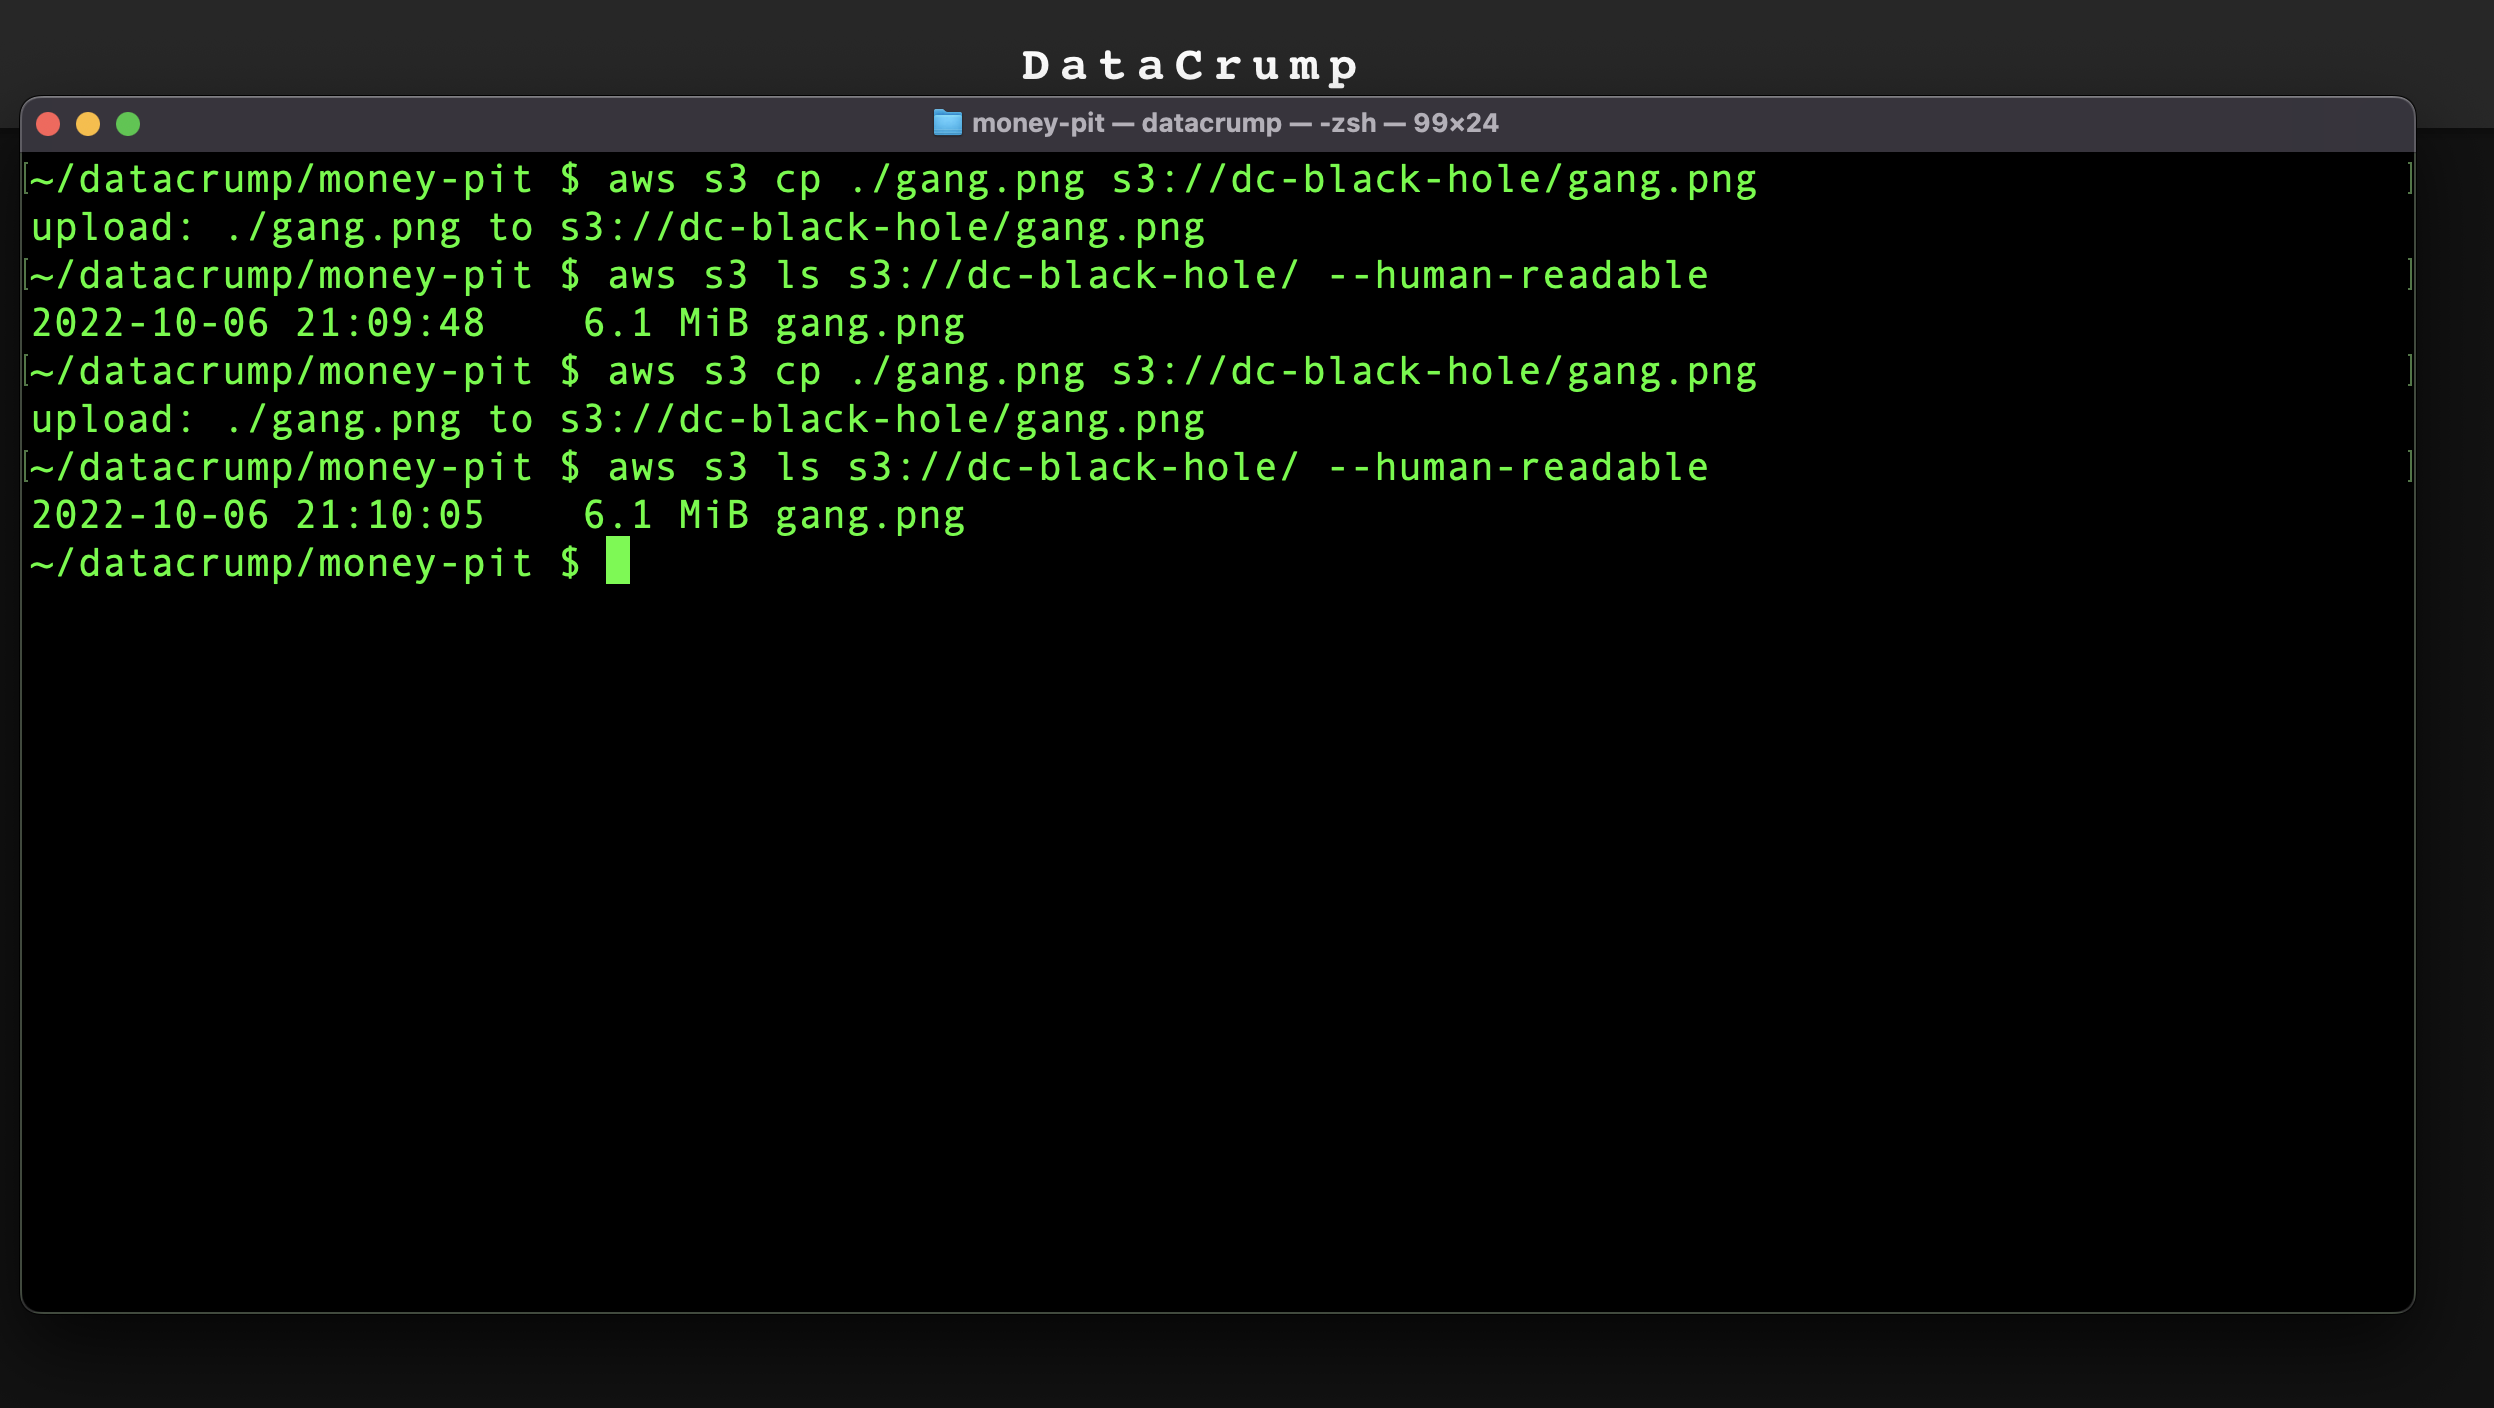 DataCrump
money-pit — datacrump — -zsh — 99×24
~/datacrump/money-pit $ aws s3 cp ./gang.png s3://dc-black-hole/gang.png
upload: ./gang.png to s3://dc-black-hole/gang.png
~/datacrump/money-pit $ aws s3 ls s3://dc-black-hole/ --human-readable
2022-10-06 21:09:48    6.1 MiB gang.png
~/datacrump/money-pit $ aws s3 cp ./gang.png s3://dc-black-hole/gang.png
upload: ./gang.png to s3://dc-black-hole/gang.png
~/datacrump/money-pit $ aws s3 ls s3://dc-black-hole/ --human-readable
2022-10-06 21:10:05    6.1 MiB gang.png
~/datacrump/money-pit $